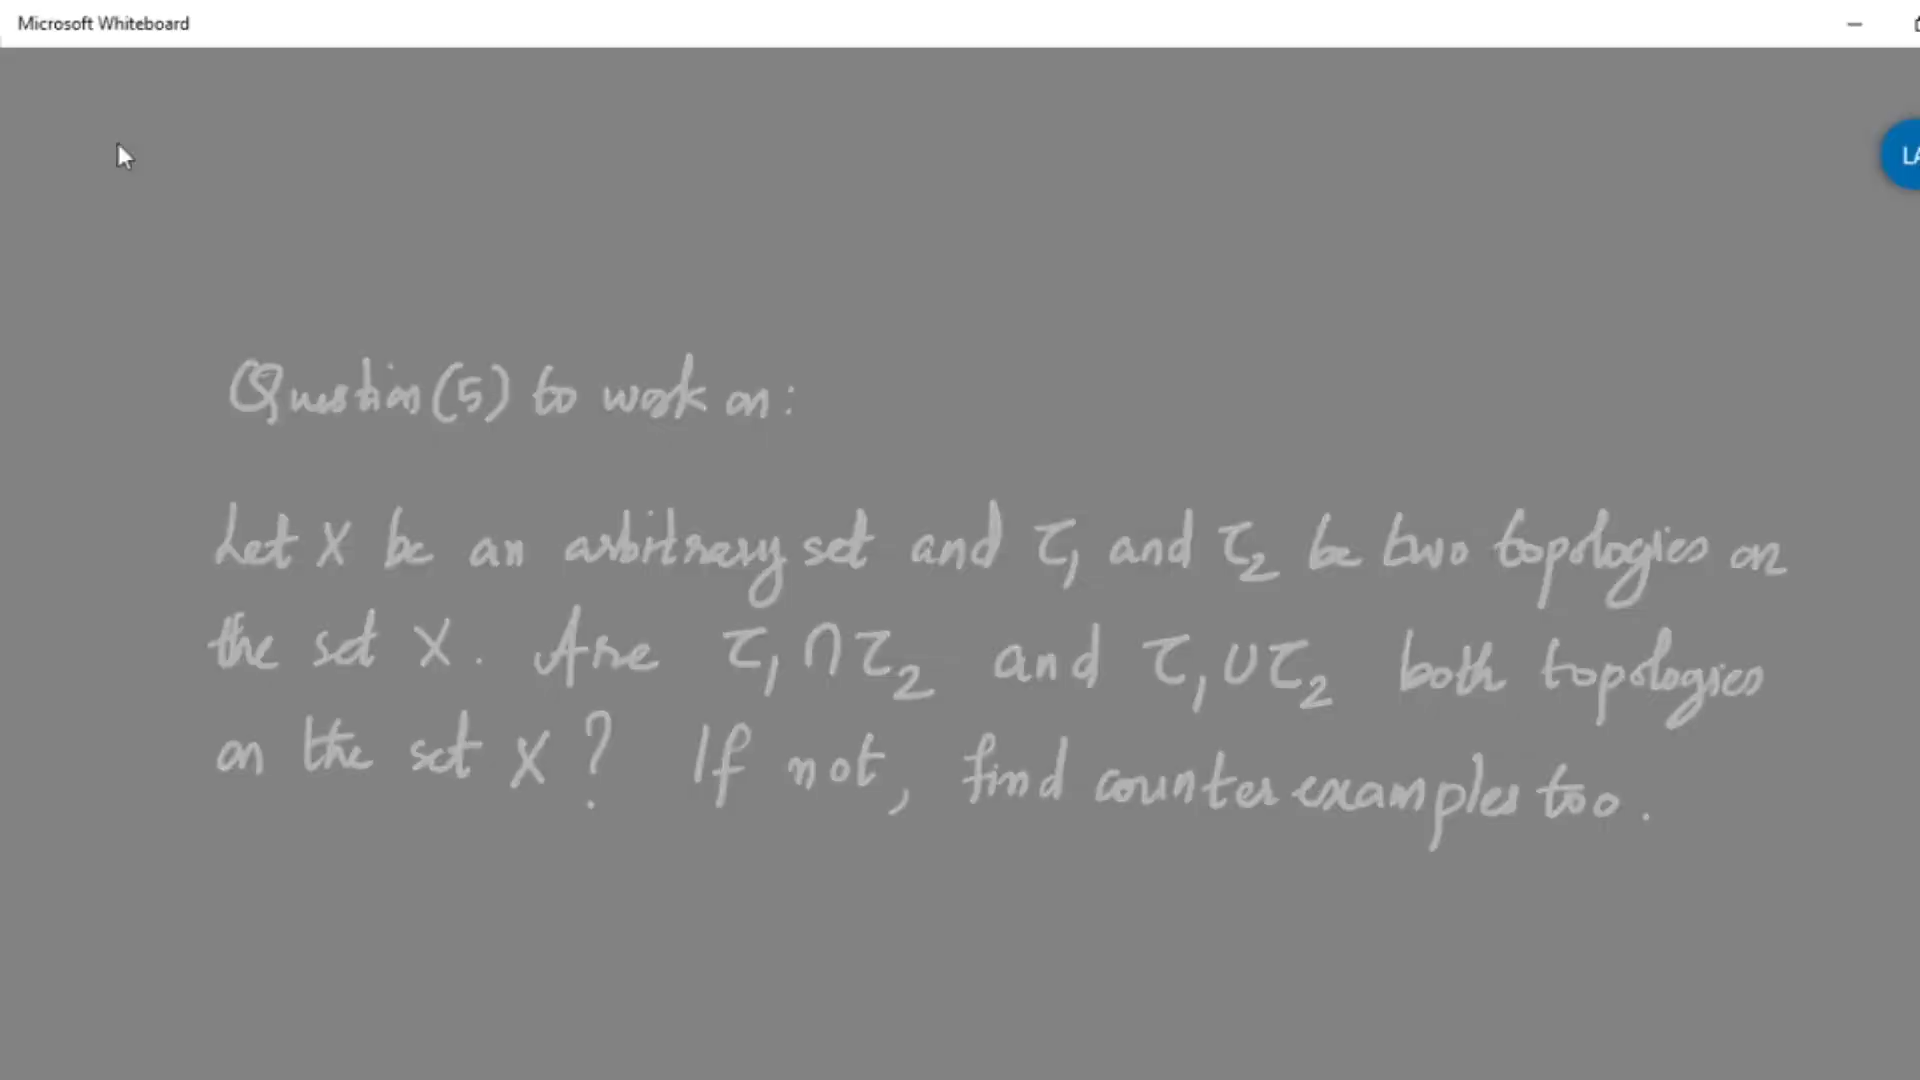 Microsoft Whiteboard
LA
Question(5) to work on:
Let X be an arbitrary set and τ₁ and τ₂ be two topologies on
the set X. Are τ₁∩τ₂ and τ₁∪τ₂ both topologies
on the set X? If not, find counter examples too.